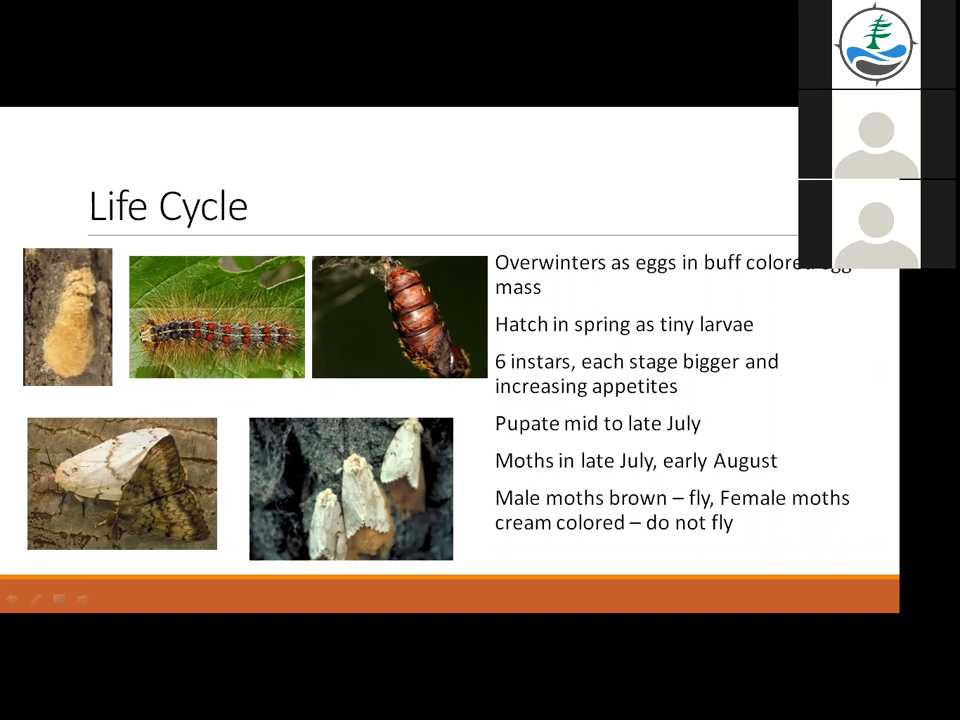 Life Cycle
Overwinters as eggs in buff colored egg
mass
Hatch in spring as tiny larvae
6 instars, each stage bigger and
increasing appetites
Pupate mid to late July
Moths in late July, early August
Male moths brown – fly, Female moths
cream colored – do not fly